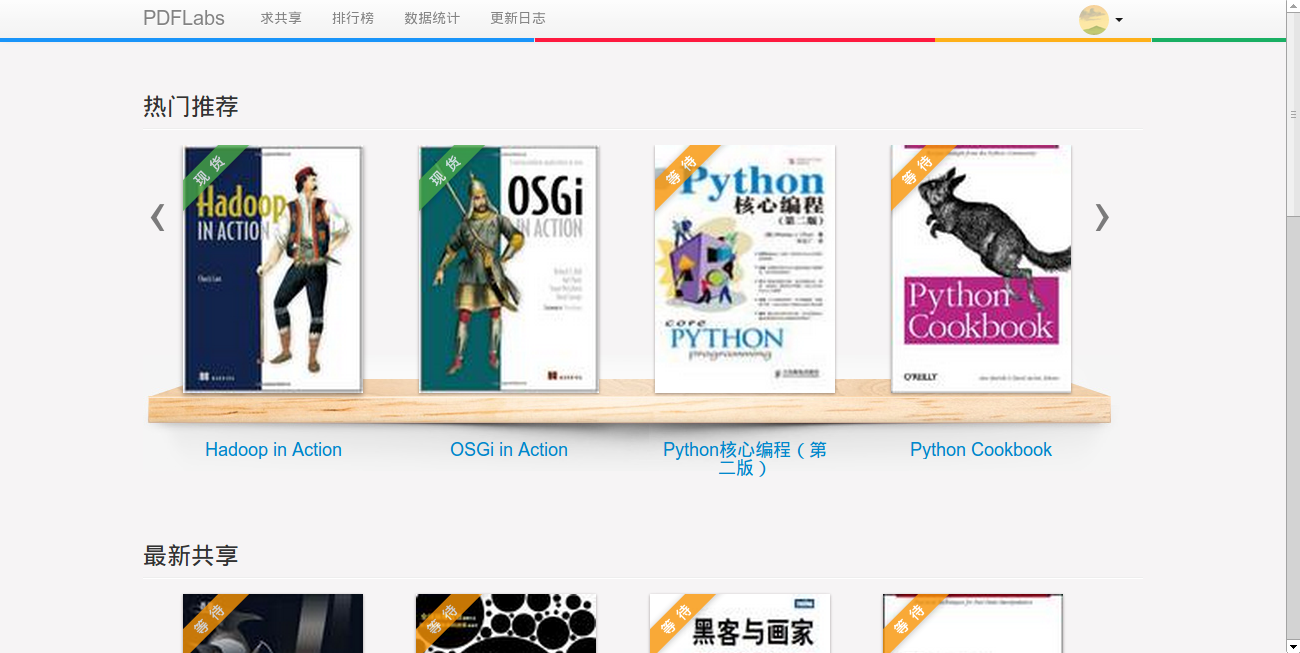 PDFLabs 求共享 排行榜 数据统计 更新日志
热门推荐
现货
Hadoop
IN ACTION
Chuck Lam
现货
OSGi
IN ACTION
等待
Python
核心编程
(第二版)
core
PYTHON
programming
等待
Python
Cookbook
O'REILLY
Hadoop in Action
OSGi in Action
Python核心编程（第
二版）
Python Cookbook
最新共享
等待
等待
等待
黑客与画家
等待